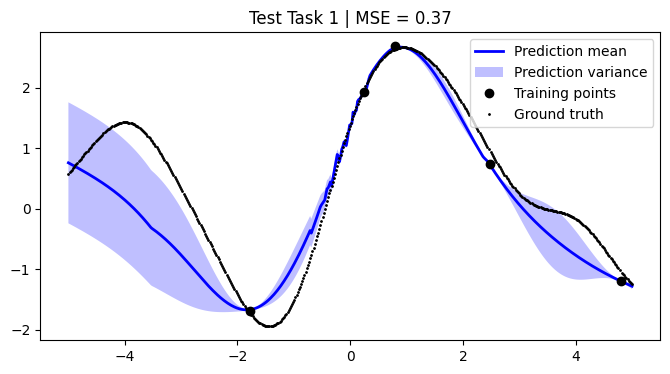 Test Task 1 | MSE = 0.37
Prediction mean
Prediction variance
Training points
Ground truth
2
1
0
−1
−2
−4
−2
0
2
4